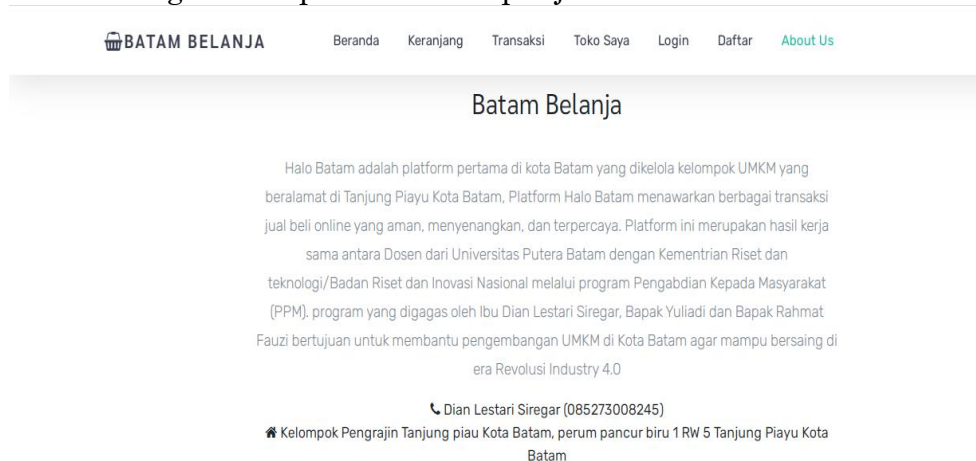 BATAM BELANJA Beranda Keranjang Transaksi Toko Saya Login Daftar About Us
Batam Belanja
Halo Batam adalah platform pertama di kota Batam yang dikelola kelompok UMKM yang
beralamat di Tanjung Piayu Kota Batam, Platform Halo Batam menawarkan berbagai transaksi
jual beli online yang aman, menyenangkan, dan terpercaya. Platform ini merupakan hasil kerja
sama antara Dosen dari Universitas Putera Batam dengan Kementrian Riset dan
teknologi/Badan Riset dan Inovasi Nasional melalui program Pengabdian Kepada Masyarakat
(PPM). program yang digagas oleh Ibu Dian Lestari Siregar, Bapak Yuliadi dan Bapak Rahmat
Fauzi bertujuan untuk membantu pengembangan UMKM di Kota Batam agar mampu bersaing di
era Revolusi Industry 4.0
Dian Lestari Siregar (085273008245)
Kelompok Pengrajin Tanjung piau Kota Batam, perum pancur biru 1 RW 5 Tanjung Piayu Kota
Batam